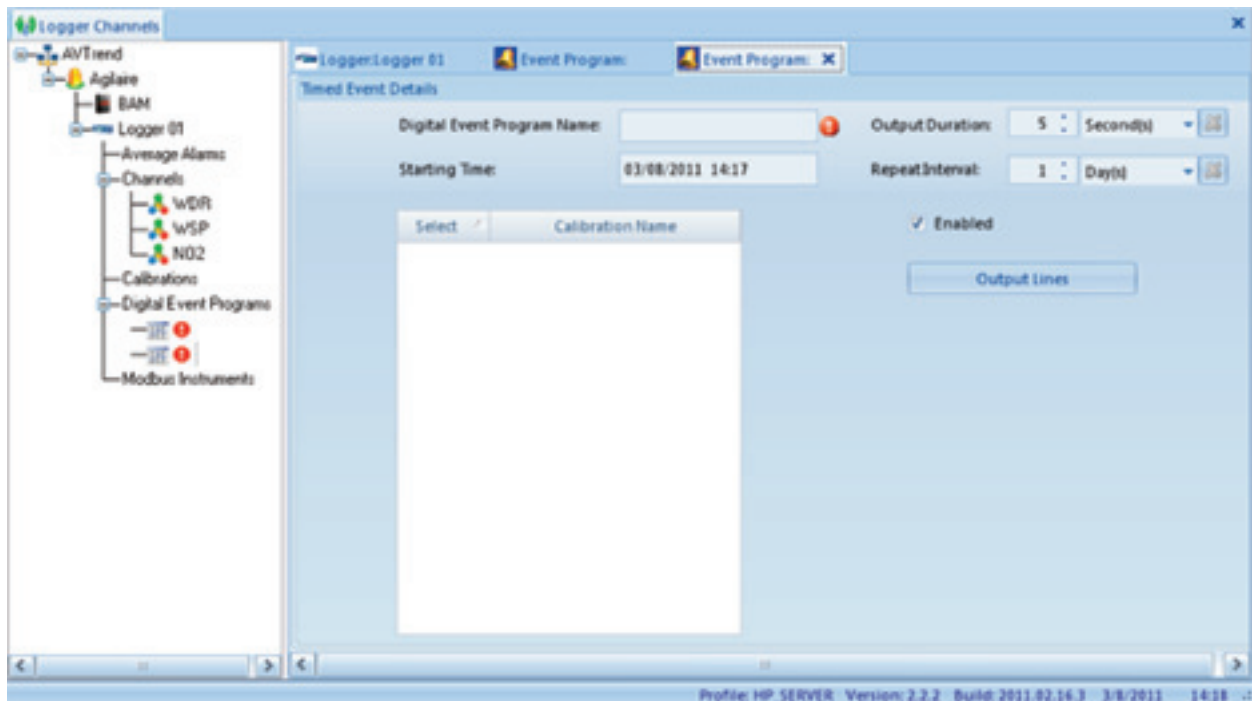 Logger Channels
AVTrend
Aglaire
BAM
Logger 01
Average Alarms
Channels
WDR
WSP
NO2
Calibrations
Digital Event Programs
Modbus Instruments
Logger:Logger 01
Event Program:
Event Program:
Timed Event Details
Digital Event Program Name:
Output Duration: 5 Second(s)
Starting Time: 03/08/2011 14:17
Repeat Interval: 1 Day(s)
Select Calibration Name
Enabled
Output Lines
Profile: HP_SERVER Version: 2.2.2 Build: 2011.02.16.3 3/8/2011 14:18